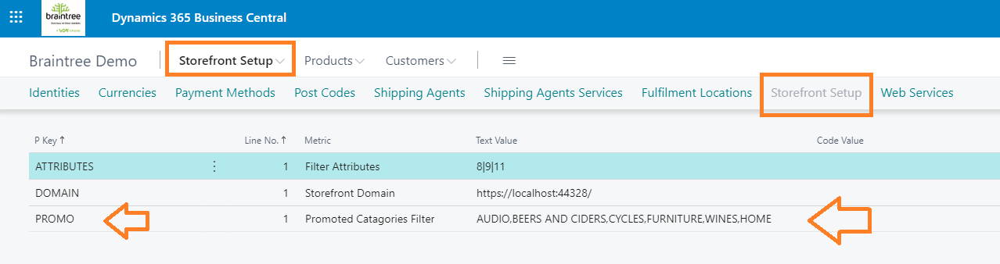 braintree
Dynamics 365 Business Central
Braintree Demo Storefront Setup Products Customers
Identities Currencies Payment Methods Post Codes Shipping Agents Shipping Agents Services Fulfilment Locations Storefront Setup Web Services
P Key ↑ Line No. ↑ Metric Text Value Code Value
ATTRIBUTES 1 Filter Attributes 8|9|11
DOMAIN 1 Storefront Domain https://localhost:44328/
PROMO 1 Promoted Catagories Filter AUDIO,BEERS AND CIDERS,CYCLES,FURNITURE,WINES,HOME